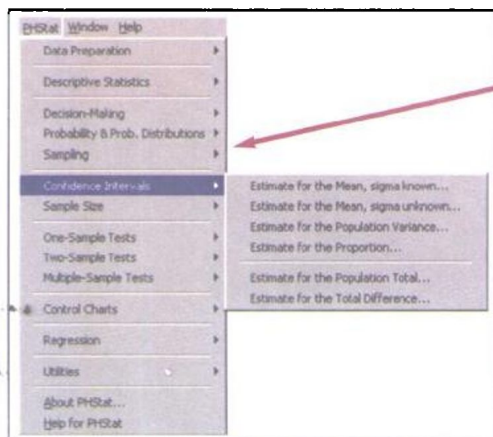 PHStat Window Help
Data Preparation
Descriptive Statistics
Decision-Making
Probability & Prob. Distributions
Sampling
Confidence Intervals
Sample Size
One-Sample Tests
Two-Sample Tests
Multiple-Sample Tests
Control Charts
Regression
Utilities
About PHStat...
Help for PHStat
Estimate for the Mean, sigma known...
Estimate for the Mean, sigma unknown...
Estimate for the Population Variance...
Estimate for the Proportion...
Estimate for the Population Total...
Estimate for the Total Difference...